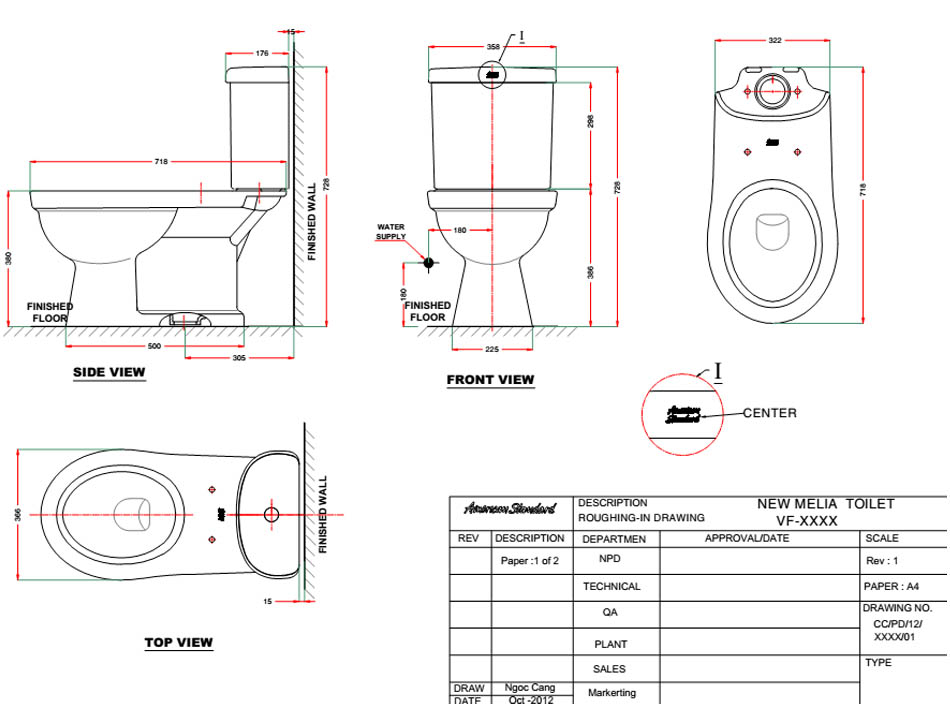 15
176
358
I
322
718
298
728
FINISHED WALL
728
718
WATER
SUPPLY
180
380
386
180
FINISHED
FLOOR
FINISHED
FLOOR
500
305
225
SIDE VIEW
FRONT VIEW
I
American
Standard
CENTER
366
FINISHED WALL
15
TOP VIEW
American Standard
DESCRIPTION
NEW MELIA TOILET
ROUGHING-IN DRAWING
VF-XXXX
REV
DESCRIPTION
DEPARTMEN
APPROVAL/DATE
SCALE
Paper :1 of 2
NPD
Rev : 1
TECHNICAL
PAPER : A4
QA
DRAWING NO.
CC/PD/12/
XXXX/01
PLANT
SALES
TYPE
DRAW
Ngoc Cang
Markerting
DATE
Oct -2012